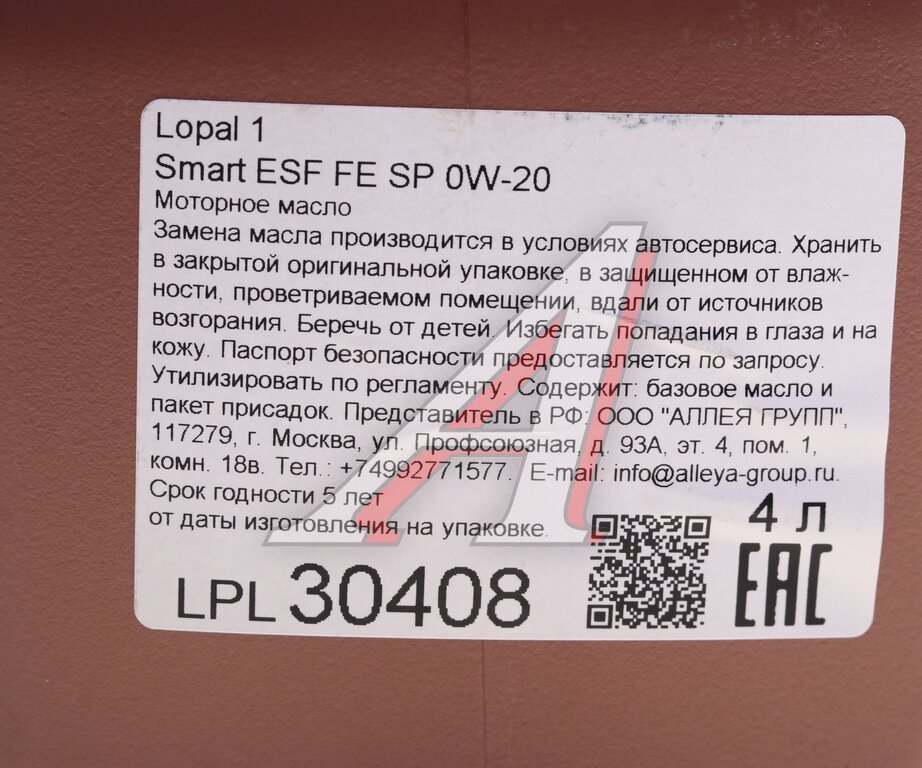 Lopal 1
Smart ESF FE SP 0W-20
Моторное масло
Замена масла производится в условиях автосервиса. Хранить
в закрытой оригинальной упаковке, в защищенном от влаж-
ности, проветриваемом помещении, вдали от источников
возгорания. Беречь от детей. Избегать попадания в глаза и на
кожу. Паспорт безопасности предоставляется по запросу.
Утилизировать по регламенту. Содержит: базовое масло и
пакет присадок. Представитель в РФ: ООО "АЛЛЕЯ ГРУПП",
117279, г. Москва, ул. Профсоюзная, д. 93А, эт. 4, пом. 1,
комн. 18в. Тел.: +74992771577. E-mail: info@alleya-group.ru.
Срок годности 5 лет
от даты изготовления на упаковке.
4 л
LPL 30408
EAC